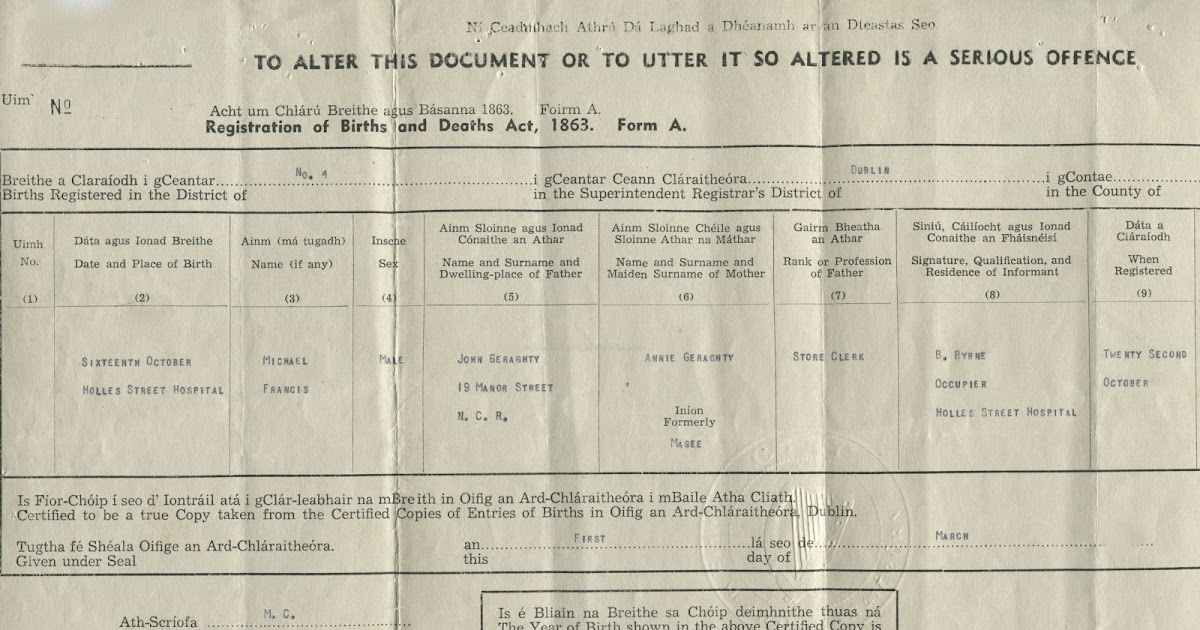 Ní Ceadmhach Athrú Dá Laghad a Dhéanamh ar an Dteastas Seo
TO ALTER THIS DOCUMENT OR TO UTTER IT SO ALTERED IS A SERIOUS OFFENCE
Uimʳ Nº
Acht um Chlárú Breithe agus Básanna 1863. Foirm A.
Registration of Births and Deaths Act, 1863. Form A.
Breithe a Claraíodh i gCeantar No. 4 i gCeantar Ceann Cláraitheóra DUBLIN i gContae
Births Registered in the District of in the Superintendent Registrar's District of in the County of
Uimh
No.
(1)
Dáta agus Ionad Breithe
Date and Place of Birth
(2)
Ainm (má tugadh)
Name (if any)
(3)
Insche
Sex
(4)
Ainm Sloinne agus Ionad
Cónaithe an Athar
Name and Surname and
Dwelling-place of Father
(5)
Ainm Sloinne Chéile agus
Sloinne Athar na Máthar
Name and Surname and
Maiden Surname of Mother
(6)
Gairm Bheatha
an Athar
Rank or Profession
of Father
(7)
Siniú, Cáilíocht agus Ionad
Conaithe an Fháisnéisí
Signature, Qualification, and
Residence of Informant
(8)
Dáta a
Cláraíodh
When
Registered
(9)
SIXTEENTH OCTOBER
HOLLES STREET HOSPITAL
MICHAEL
FRANCIS
MALE
JOHN GERAGHTY
19 MANOR STREET
N. C. R.
ANNIE GERAGHTY
Iníon
Formerly
MAGEE
STORE CLERK
B. BYRNE
OCCUPIER
HOLLES STREET HOSPITAL
TWENTY SECOND
OCTOBER
Is Fíor-Chóip í seo d' Iontráil atá i gClár-leabhair na mBreith in Oifig an Ard-Chláraitheóra i mBaile Atha Cliath.
Certified to be a true Copy taken from the Certified Copies of Entries of Births in Oifig an Ard-Chláraitheóra, Dublin.
Tugtha fé Shéala Oifige an Ard-Chláraitheóra. an FIRST lá seo de MARCH
Given under Seal this day of
Ath-Scriofa M. C.
Is é Bliain na Breithe sa Chóip deimhnithe thuas ná
The Year of Birth shown in the above Certified Copy is